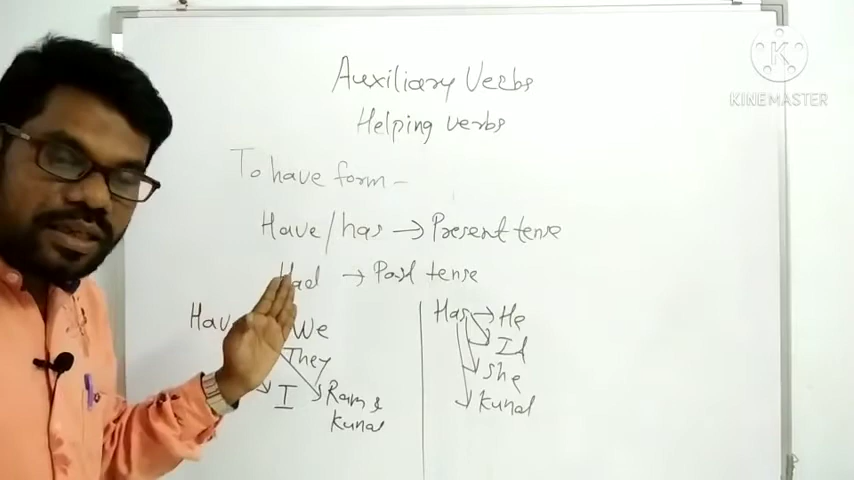 Auxiliary Verbs
Helping verbs
To have form –
Have/has → Present tense
Had → Past tense
We
They
I
Ram &
Kunal
Has → He
It
She
Kunal
K
KINEMASTER